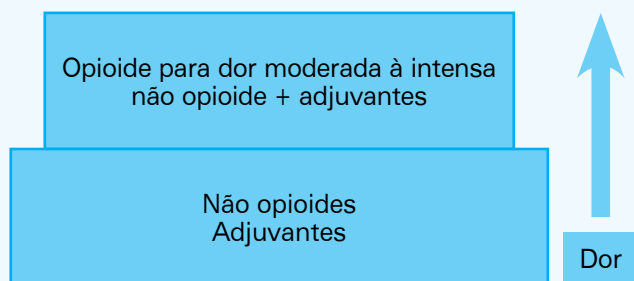 Opioide para dor moderada à intensa
não opioide + adjuvantes
Não opioides
Adjuvantes
Dor